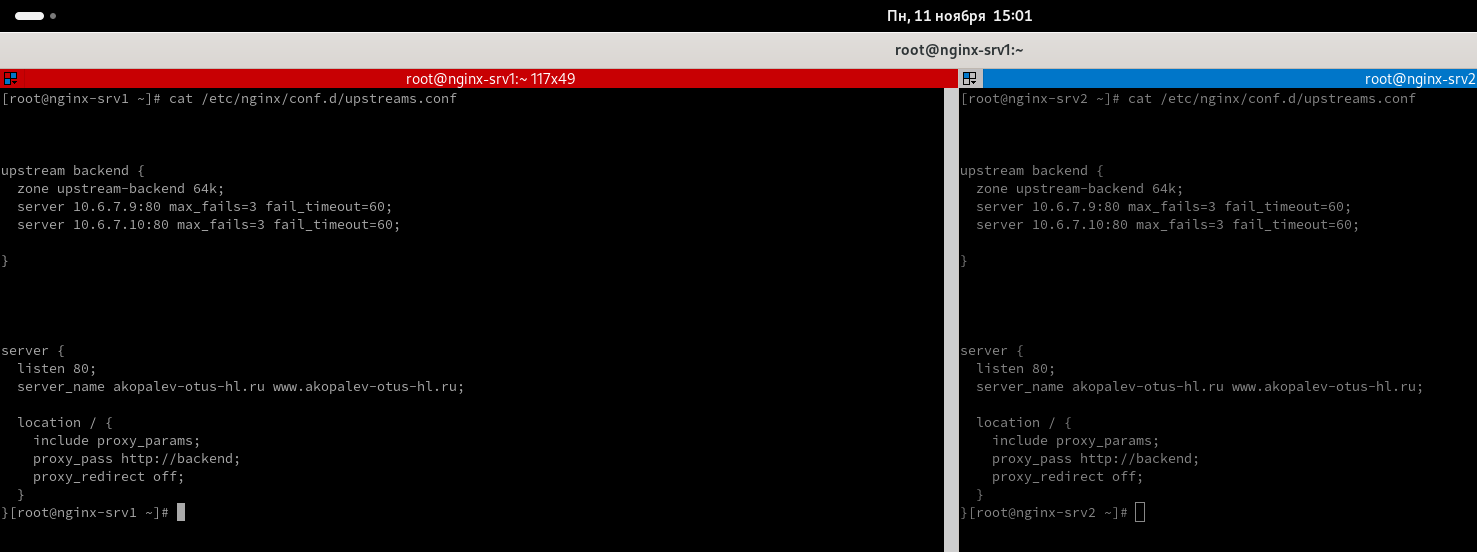 Пн, 11 ноября 15:01
root@nginx-srv1:~
root@nginx-srv1:~ 117x49
[root@nginx-srv1 ~]# cat /etc/nginx/conf.d/upstreams.conf
upstream backend {
  zone upstream-backend 64k;
  server 10.6.7.9:80 max_fails=3 fail_timeout=60;
  server 10.6.7.10:80 max_fails=3 fail_timeout=60;
}
server {
  listen 80;
  server_name akopalev-otus-hl.ru www.akopalev-otus-hl.ru;
  location / {
    include proxy_params;
    proxy_pass http://backend;
    proxy_redirect off;
  }
}[root@nginx-srv1 ~]#
root@nginx-srv2
[root@nginx-srv2 ~]# cat /etc/nginx/conf.d/upstreams.conf
upstream backend {
  zone upstream-backend 64k;
  server 10.6.7.9:80 max_fails=3 fail_timeout=60;
  server 10.6.7.10:80 max_fails=3 fail_timeout=60;
}
server {
  listen 80;
  server_name akopalev-otus-hl.ru www.akopalev-otus-hl.ru;
  location / {
    include proxy_params;
    proxy_pass http://backend;
    proxy_redirect off;
  }
}[root@nginx-srv2 ~]#